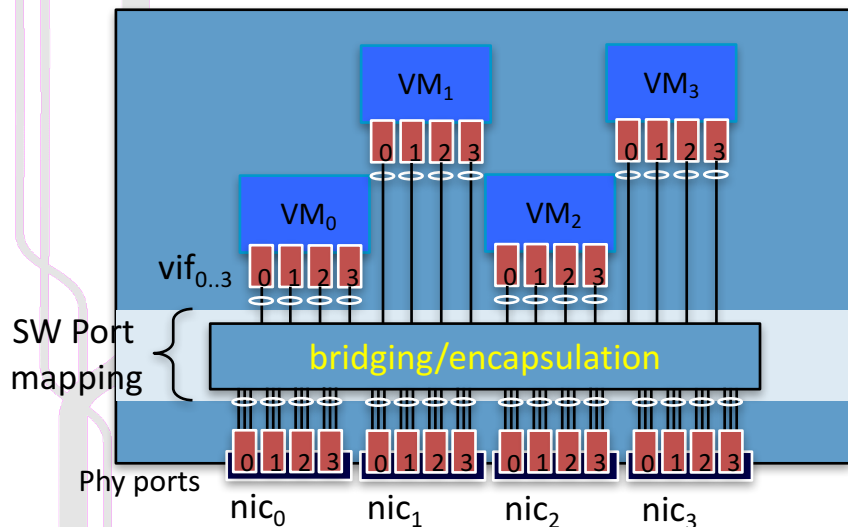 VM₁
VM₃
0 1 2 3
0 1 2 3
VM₀
VM₂
vif₀..₃
0 1 2 3
0 1 2 3
SW Port
mapping
bridging/encapsulation
0 1 2 3
0 1 2 3
0 1 2 3
0 1 2 3
Phy ports
nic₀
nic₁
nic₂
nic₃